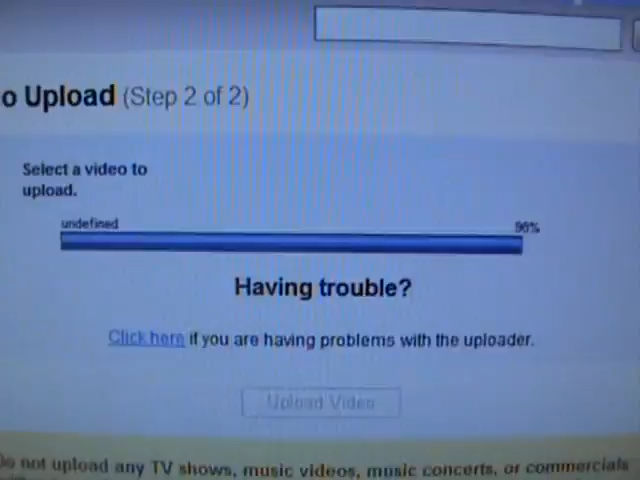 o Upload (Step 2 of 2)
Select a video to
upload.
undefined
Having trouble?
Click here if you are having problems with the uploader.
Upload Video
Do not upload any TV shows, music videos, music concerts, or commercials